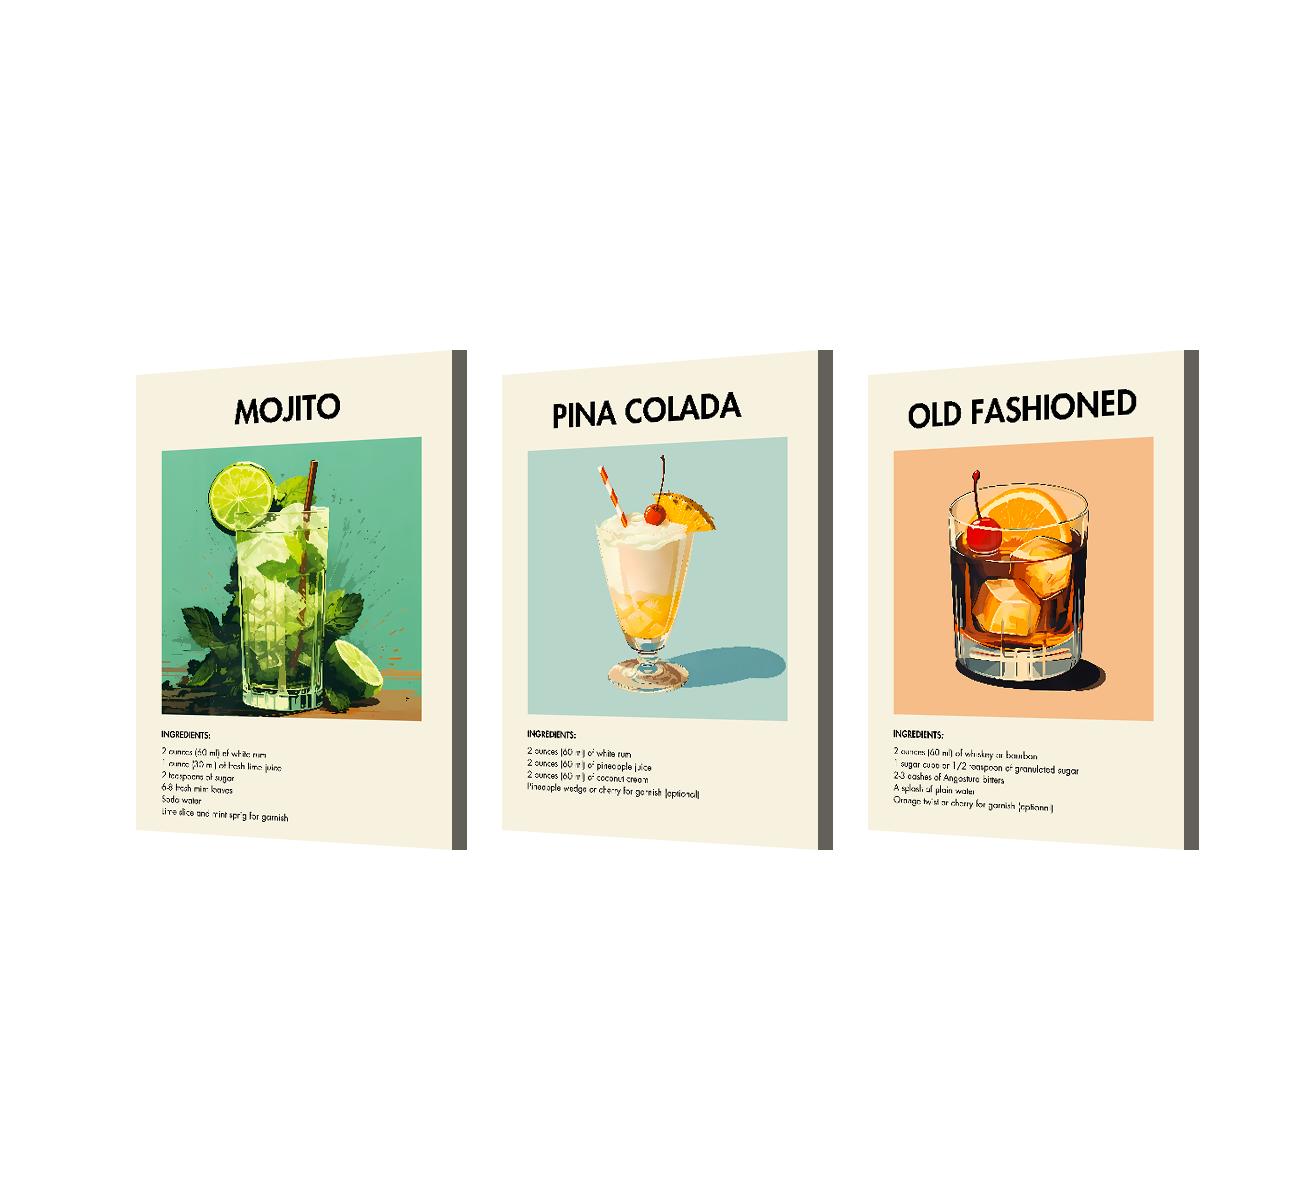 MOJITO
INGREDIENTS:
2 ounces (60 ml) of white rum
1 ounce (30 ml) of fresh lime juice
2 teaspoons of sugar
6-8 fresh mint leaves
Soda water
Lime slice and mint sprig for garnish
PINA COLADA
INGREDIENTS:
2 ounces (60 ml) of white rum
2 ounces (60 ml) of pineapple juice
2 ounces (60 ml) of coconut cream
Pineapple wedge or cherry for garnish (optional)
OLD FASHIONED
INGREDIENTS:
2 ounces (60 ml) of whiskey or bourbon
1 sugar cube or 1/2 teaspoon of granulated sugar
2-3 dashes of Angostura bitters
A splash of plain water
Orange twist or cherry for garnish (optional)